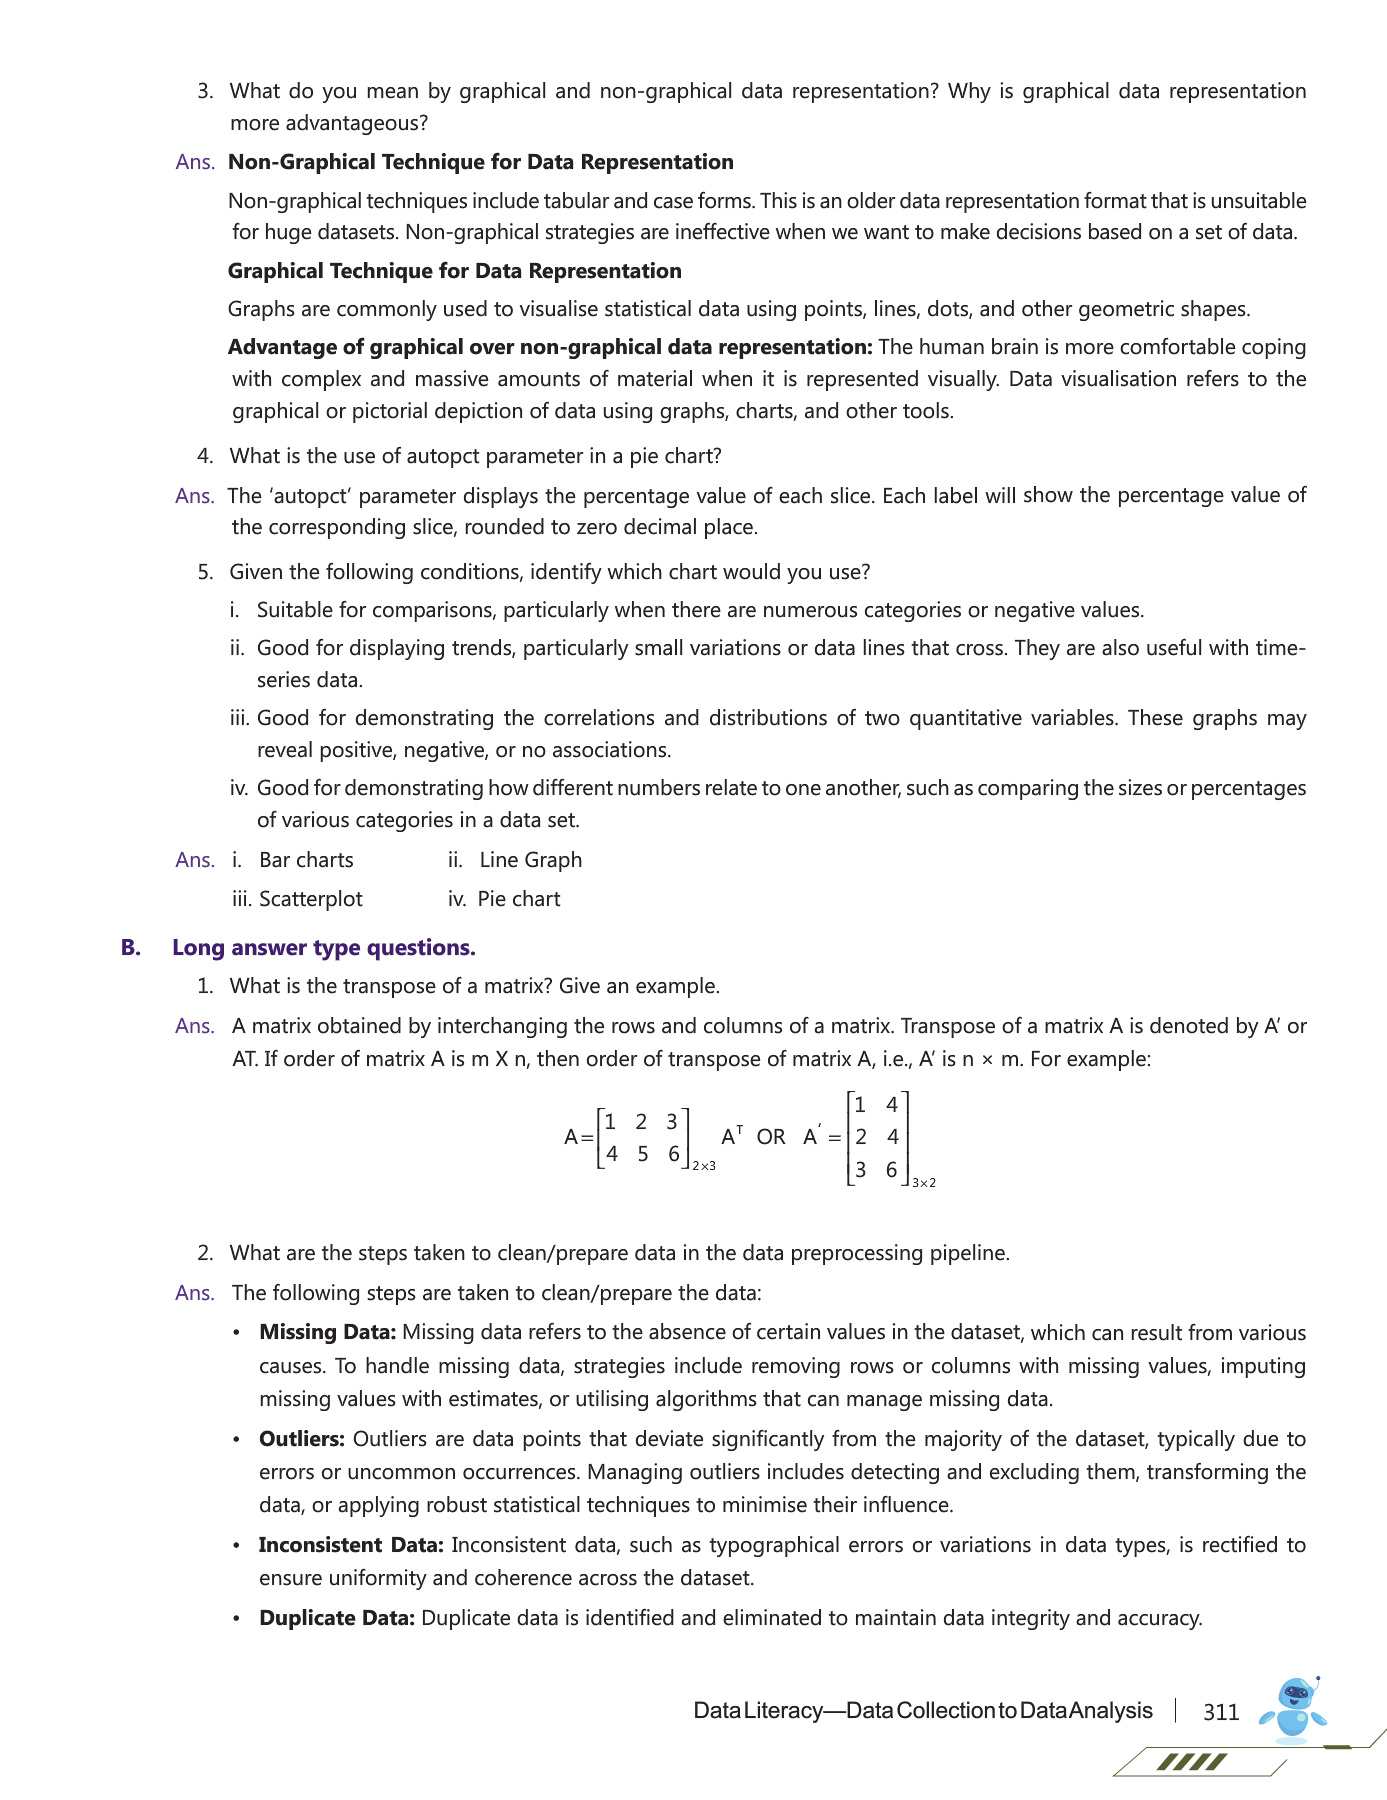 3. What do you mean by graphical and non-graphical data representation? Why is graphical data representation
more advantageous?
Ans. Non-Graphical Technique for Data Representation
Non-graphical techniques include tabular and case forms. This is an older data representation format that is unsuitable
for huge datasets. Non-graphical strategies are ineffective when we want to make decisions based on a set of data.
Graphical Technique for Data Representation
Graphs are commonly used to visualise statistical data using points, lines, dots, and other geometric shapes.
Advantage of graphical over non-graphical data representation: The human brain is more comfortable coping
with complex and massive amounts of material when it is represented visually. Data visualisation refers to the
graphical or pictorial depiction of data using graphs, charts, and other tools.
4. What is the use of autopct parameter in a pie chart?
Ans. The ‘autopct’ parameter displays the percentage value of each slice. Each label will show the percentage value of
the corresponding slice, rounded to zero decimal place.
5. Given the following conditions, identify which chart would you use?
i. Suitable for comparisons, particularly when there are numerous categories or negative values.
ii. Good for displaying trends, particularly small variations or data lines that cross. They are also useful with time-
series data.
iii. Good for demonstrating the correlations and distributions of two quantitative variables. These graphs may
reveal positive, negative, or no associations.
iv. Good for demonstrating how different numbers relate to one another, such as comparing the sizes or percentages
of various categories in a data set.
Ans. i. Bar charts ii. Line Graph
iii. Scatterplot iv. Pie chart
B. Long answer type questions.
1. What is the transpose of a matrix? Give an example.
Ans. A matrix obtained by interchanging the rows and columns of a matrix. Transpose of a matrix A is denoted by A’ or
AT. If order of matrix A is m X n, then order of transpose of matrix A, i.e., A’ is n × m. For example:
1 4
1 2 3
A= Aᵀ OR A′ = 2 4
4 5 6
2×3
3 6
3×2
2. What are the steps taken to clean/prepare data in the data preprocessing pipeline.
Ans. The following steps are taken to clean/prepare the data:
• Missing Data: Missing data refers to the absence of certain values in the dataset, which can result from various
causes. To handle missing data, strategies include removing rows or columns with missing values, imputing
missing values with estimates, or utilising algorithms that can manage missing data.
• Outliers: Outliers are data points that deviate significantly from the majority of the dataset, typically due to
errors or uncommon occurrences. Managing outliers includes detecting and excluding them, transforming the
data, or applying robust statistical techniques to minimise their influence.
• Inconsistent Data: Inconsistent data, such as typographical errors or variations in data types, is rectified to
ensure uniformity and coherence across the dataset.
• Duplicate Data: Duplicate data is identified and eliminated to maintain data integrity and accuracy.
Data Literacy—Data Collection to Data Analysis 311